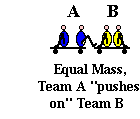 A B
Equal Mass,
Team A "pushes
on" Team B